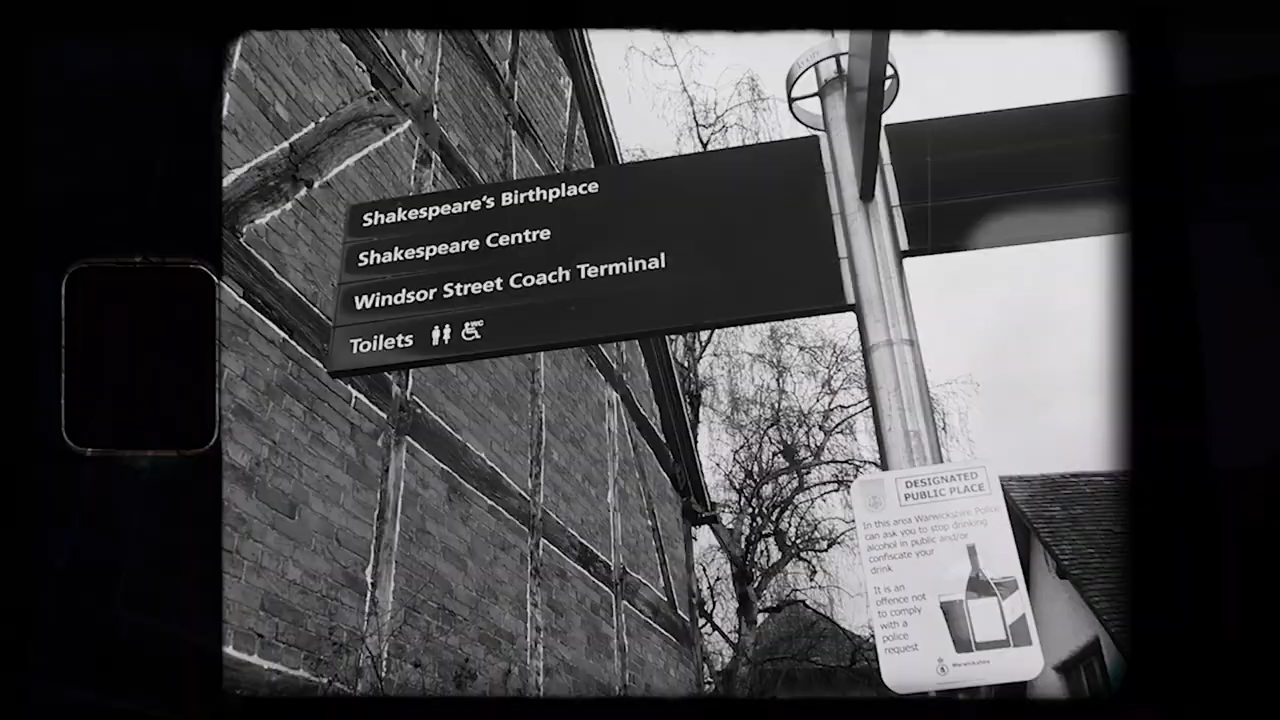 Shakespeare's Birthplace
Shakespeare Centre
Windsor Street Coach Terminal
Toilets
WC
DESIGNATED
PUBLIC PLACE
In this area Warwickshire Police
can ask you to stop drinking
alcohol in public and/or
confiscate your
drink
It is an
offence not
to comply
with a
police
request
Warwickshire